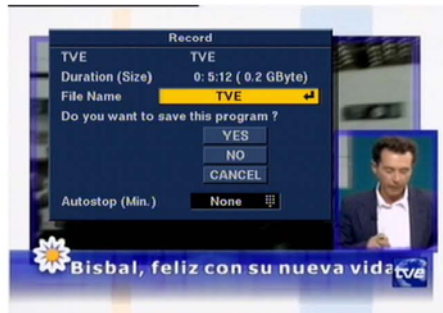 Record
TVE TVE
Duration (Size) 0: 5:12 ( 0.2 GByte)
File Name TVE
Do you want to save this program ?
YES
NO
CANCEL
Autostop (Min.) None
Bisbal, feliz con su nueva vida
tve